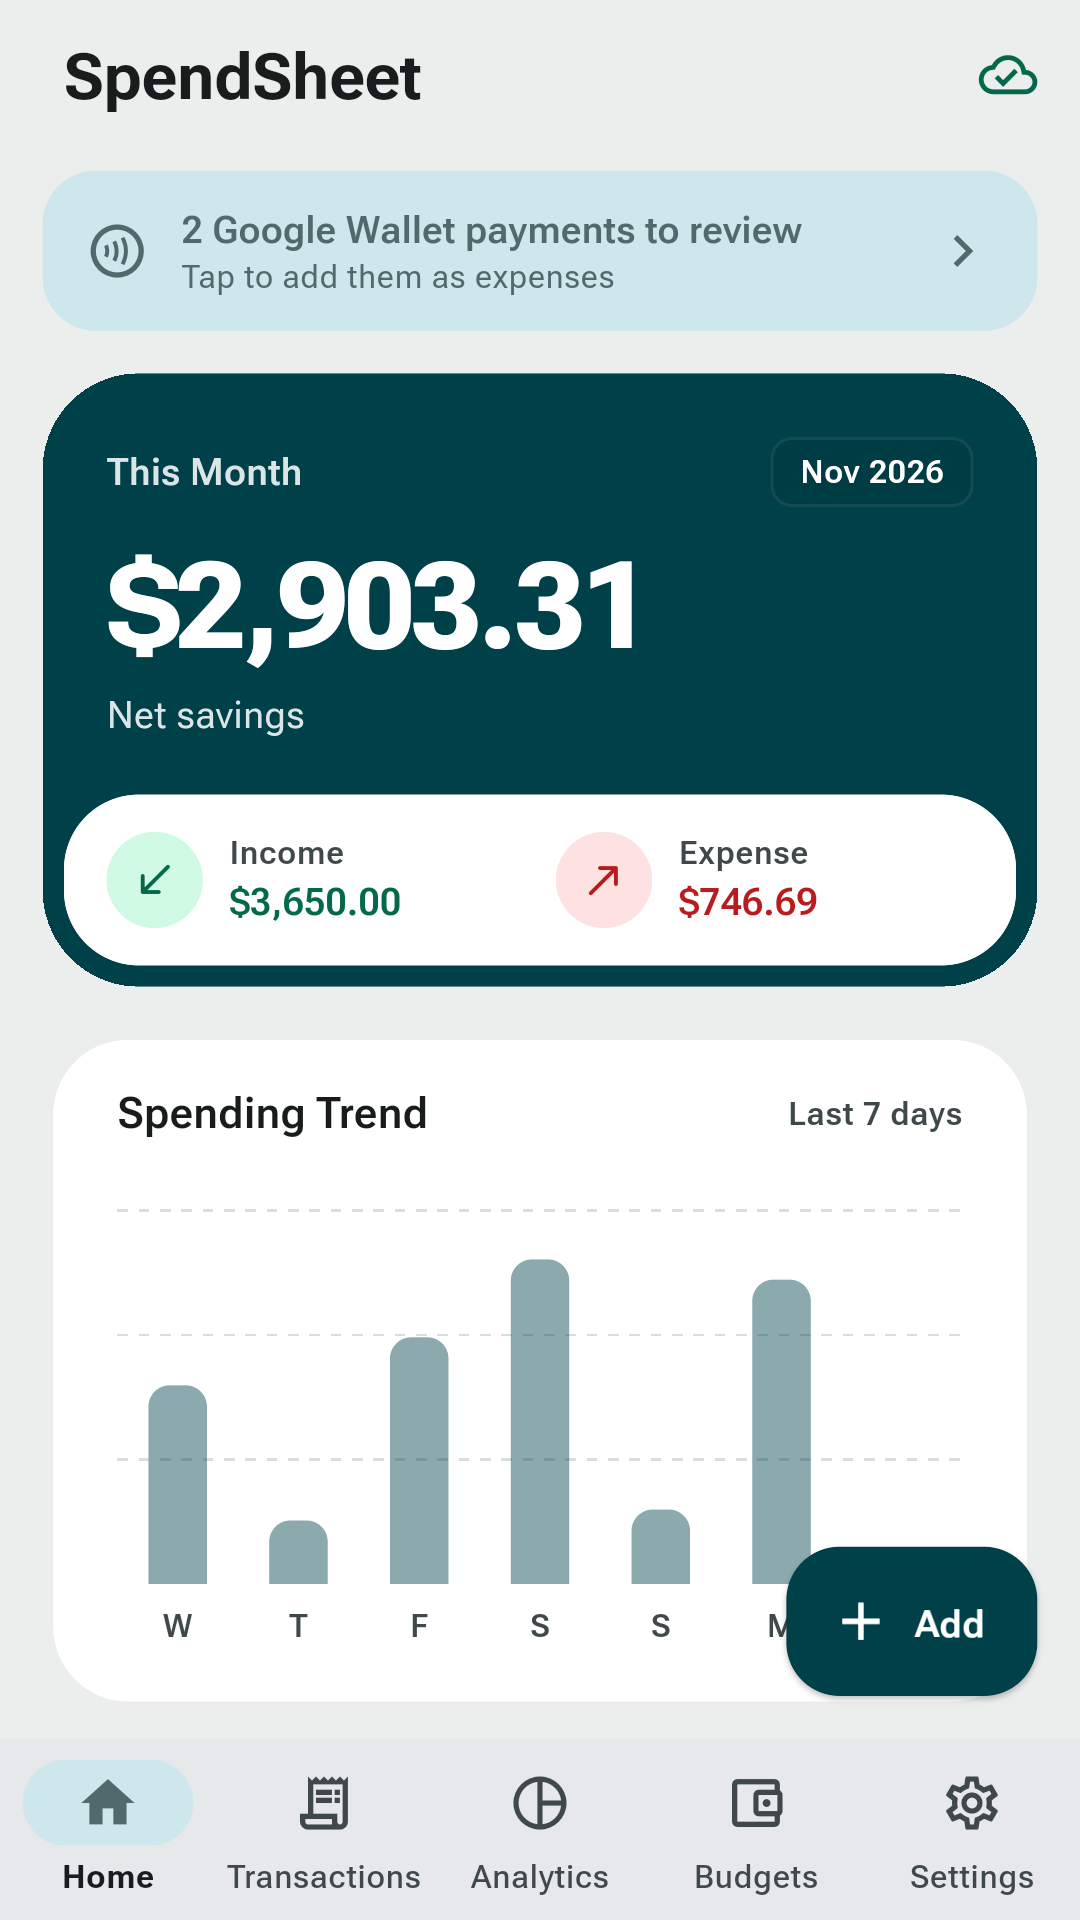 SpendSheet
2 Google Wallet payments to review
Tap to add them as expenses
This Month
Nov 2026
$2,903.31
Net savings
Income
$3,650.00
Expense
$746.69
Spending Trend
Last 7 days
W T F S S M
Add
Home
Transactions
Analytics
Budgets
Settings